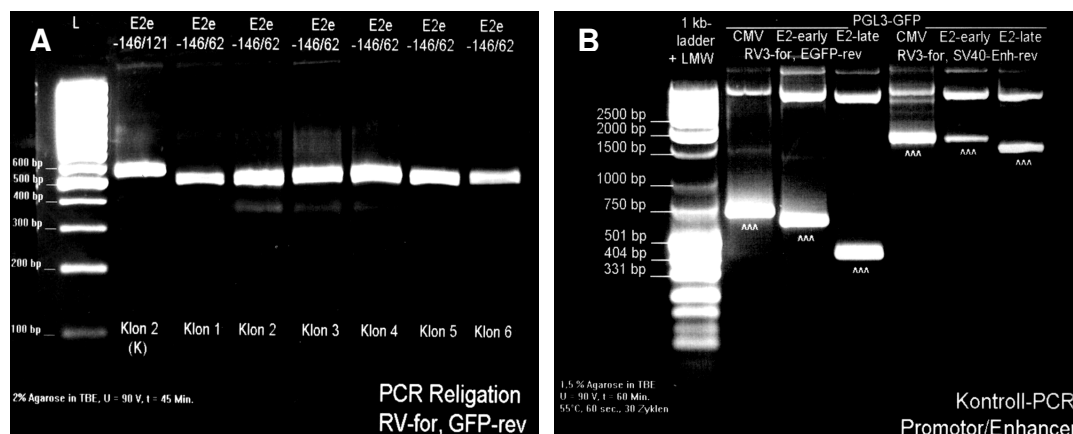 A
L E2e E2e E2e E2e E2e E2e E2e
-146/121 -146/62 -146/62 -146/62 -146/62 -146/62 -146/62
600 bp
500 bp
400 bp
300 bp
200 bp
100 bp
Klon 2 Klon 1 Klon 2 Klon 3 Klon 4 Klon 5 Klon 6
(K)
2% Agarose in TBE, U = 90 V, t = 45 Min.
PCR Religation
RV-for, GFP-rev
B
1 kb-
ladder
+ LMW
PGL3-GFP
CMV E2-early E2-late CMV E2-early E2-late
RV3-for, EGFP-rev RV3-for, SV40-Enh-rev
2500 bp
2000 bp
1500 bp
1000 bp
750 bp
501 bp
404 bp
331 bp
^^^ ^^^ ^^^ ^^^ ^^^ ^^^
1,5 % Agarose in TBE
U = 90 V, t = 60 Min.
55°C, 60 sec., 30 Zyklen
Kontroll-PCR
Promotor/Enhancer